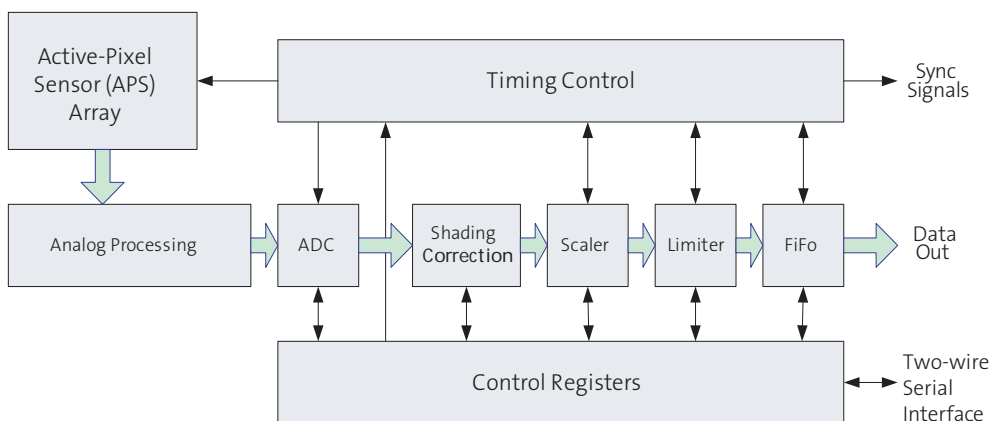 Active-Pixel
Sensor (APS)
Array
Timing Control
Sync
Signals
Analog Processing
ADC
Shading
Correction
Scaler
Limiter
FiFo
Data
Out
Control Registers
Two-wire
Serial
Interface